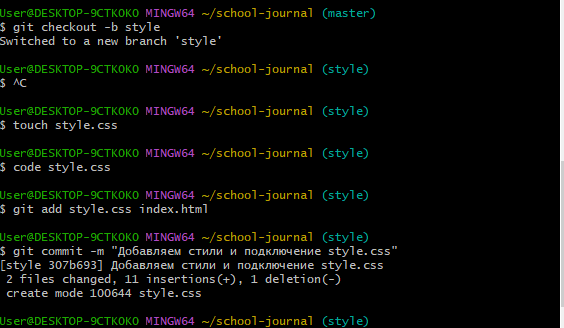 User@DESKTOP-9CTKOKO MINGW64 ~/school-journal (master)
$ git checkout -b style
Switched to a new branch 'style'
User@DESKTOP-9CTKOKO MINGW64 ~/school-journal (style)
$ ^C
User@DESKTOP-9CTKOKO MINGW64 ~/school-journal (style)
$ touch style.css
User@DESKTOP-9CTKOKO MINGW64 ~/school-journal (style)
$ code style.css
User@DESKTOP-9CTKOKO MINGW64 ~/school-journal (style)
$ git add style.css index.html
User@DESKTOP-9CTKOKO MINGW64 ~/school-journal (style)
$ git commit -m "Добавляем стили и подключение style.css"
[style 307b693] Добавляем стили и подключение style.css
 2 files changed, 11 insertions(+), 1 deletion(-)
 create mode 100644 style.css
User@DESKTOP-9CTKOKO MINGW64 ~/school-journal (style)